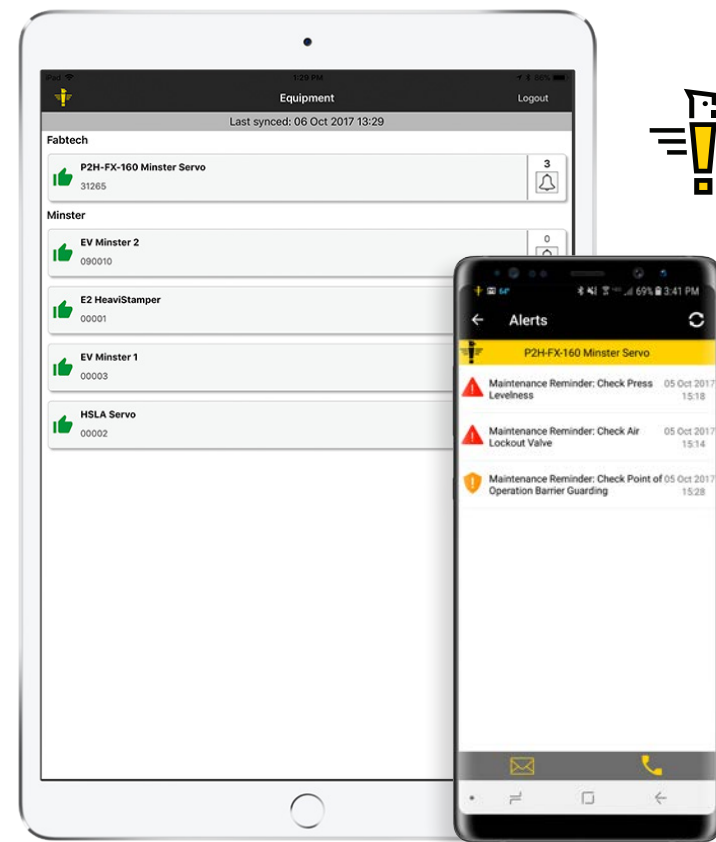 iPad
1:29 PM
86%
Equipment
Logout
Last synced: 06 Oct 2017 13:29
Fabtech
P2H-FX-160 Minster Servo
31265
3
Minster
EV Minster 2
090010
0
E2 HeaviStamper
00001
EV Minster 1
00003
HSLA Servo
00002
64°
69%
3:41 PM
Alerts
P2H-FX-160 Minster Servo
Maintenance Reminder: Check Press
05 Oct 2017
Levelness
15:18
Maintenance Reminder: Check Air
05 Oct 2017
Lockout Valve
15:14
Maintenance Reminder: Check Point of
05 Oct 2017
Operation Barrier Guarding
15:28